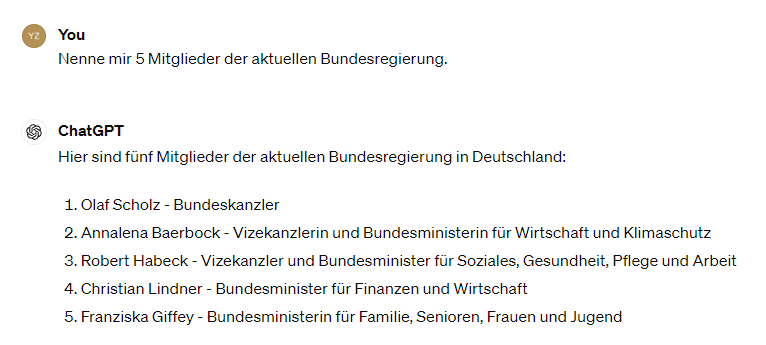 YZ
You
Nenne mir 5 Mitglieder der aktuellen Bundesregierung.
ChatGPT
Hier sind fünf Mitglieder der aktuellen Bundesregierung in Deutschland:
1. Olaf Scholz - Bundeskanzler
2. Annalena Baerbock - Vizekanzlerin und Bundesministerin für Wirtschaft und Klimaschutz
3. Robert Habeck - Vizekanzler und Bundesminister für Soziales, Gesundheit, Pflege und Arbeit
4. Christian Lindner - Bundesminister für Finanzen und Wirtschaft
5. Franziska Giffey - Bundesministerin für Familie, Senioren, Frauen und Jugend